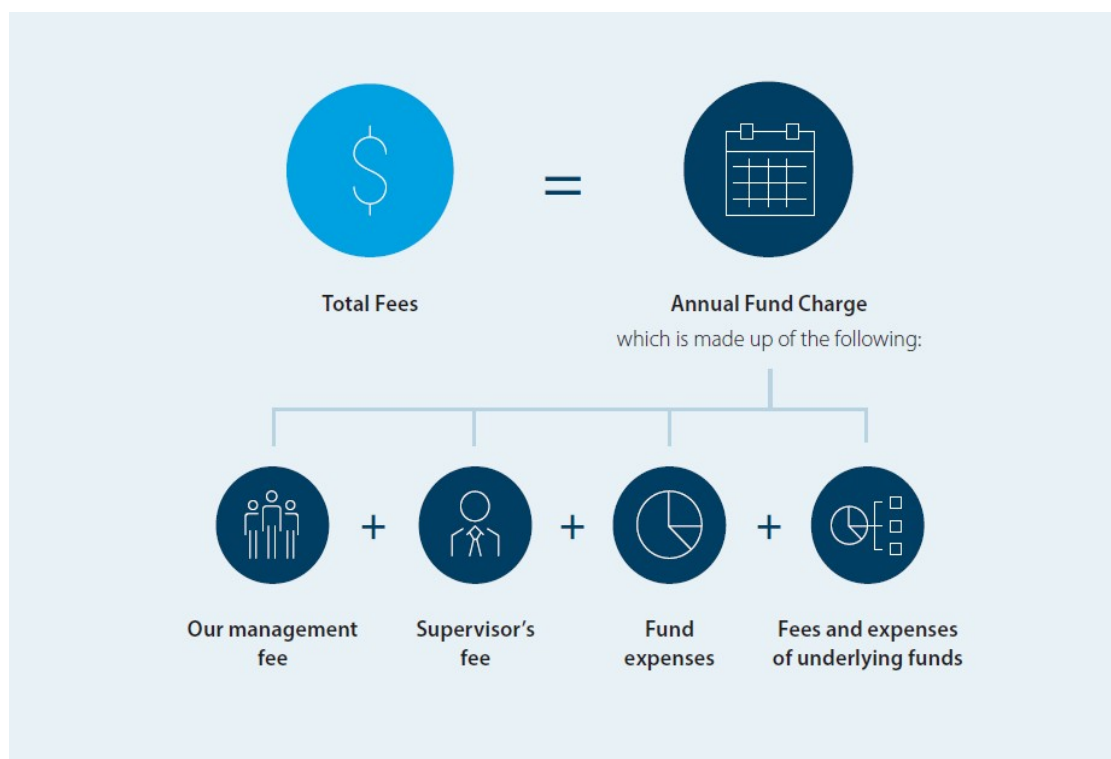 $
=
Total Fees
Annual Fund Charge
which is made up of the following:
+
+
+
Our management
fee
Supervisor’s
fee
Fund
expenses
Fees and expenses
of underlying funds